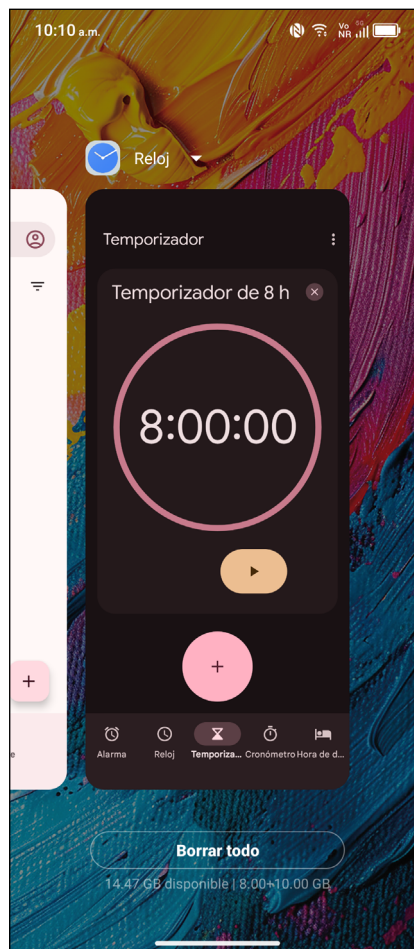 10:10 a.m.
Vo 5G
NR
Reloj
Temporizador
Temporizador de 8 h
8:00:00
Alarma Reloj Temporiza... Cronómetro Hora de d...
e
Borrar todo
14.47 GB disponible | 8.00+10.00 GB